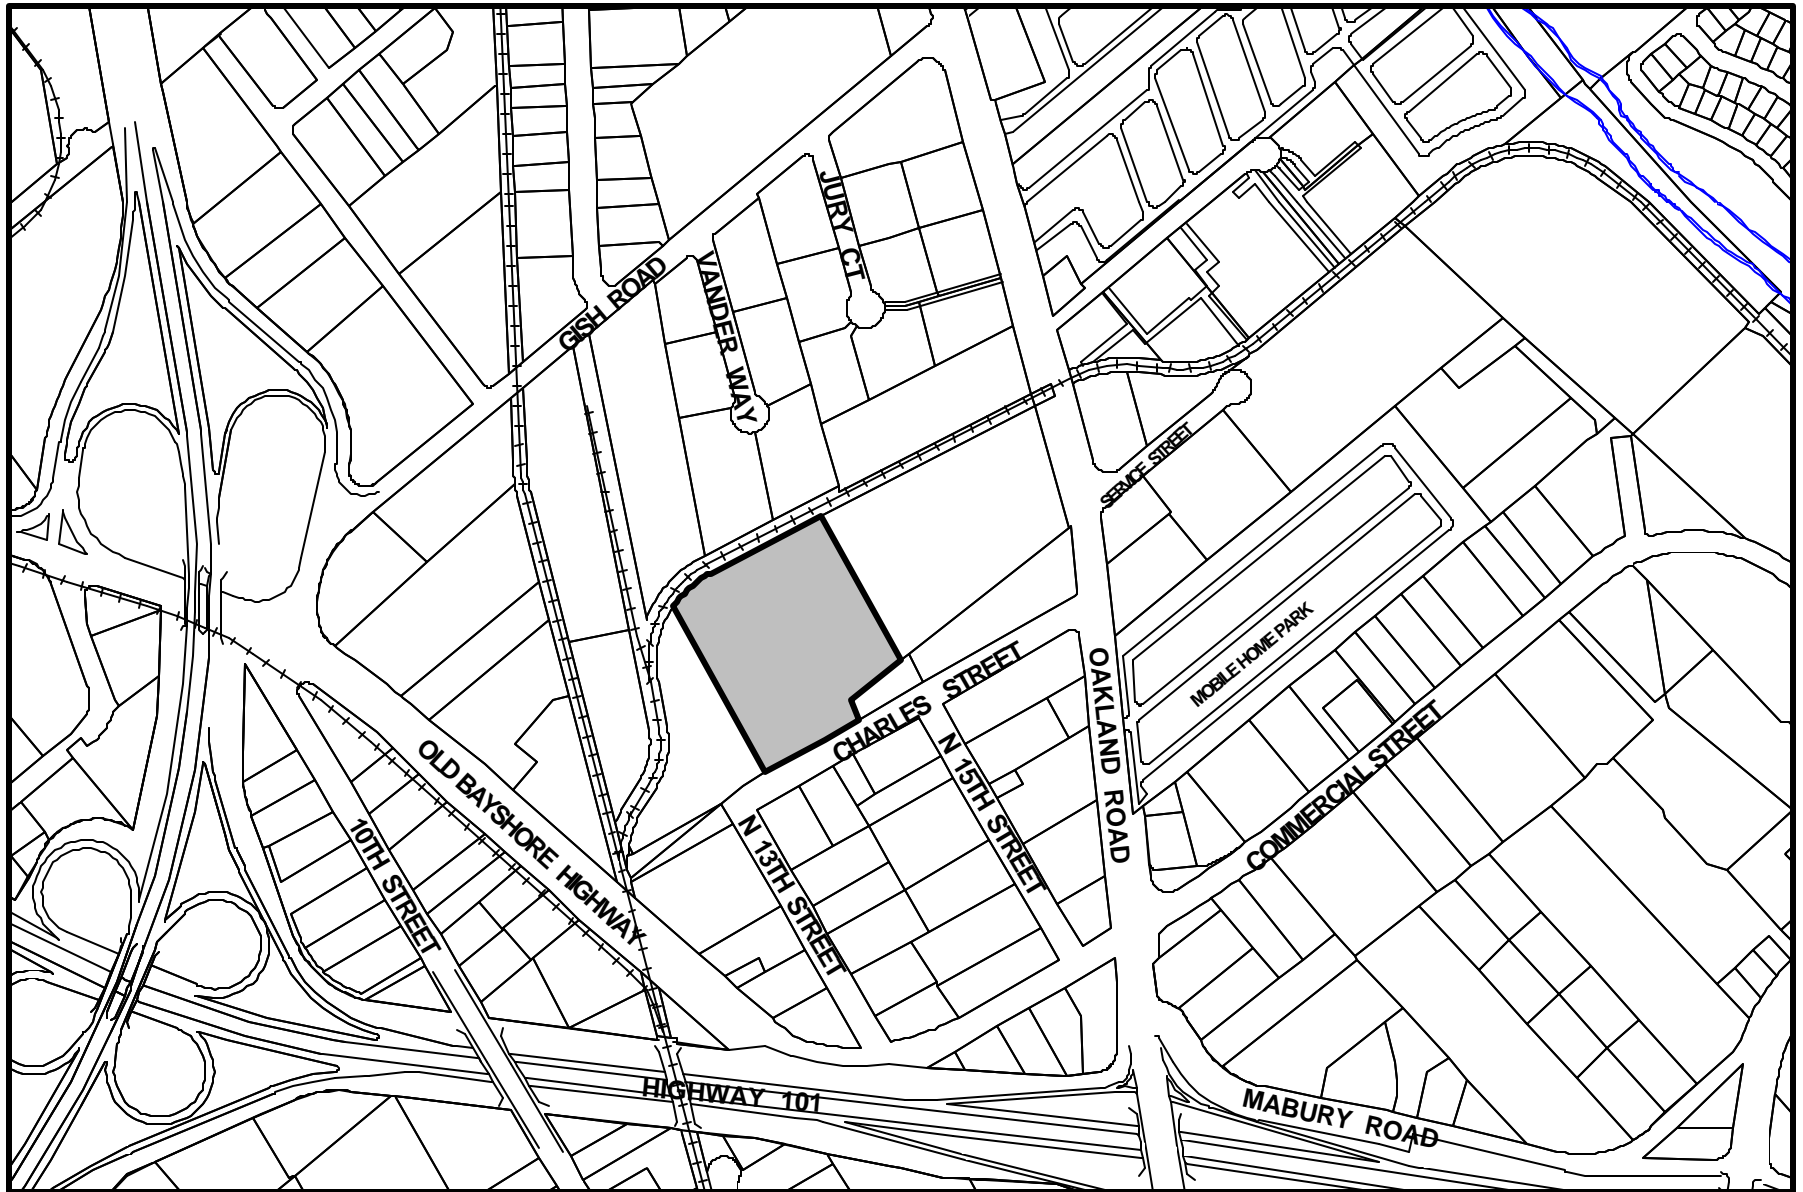 JURY CT
GISH ROAD
VANDER WAY
SERVICE STREET
MOBILE HOME PARK
CHARLES STREET
OAKLAND ROAD
OLD BAYSHORE HIGHWAY
N 15TH STREET
COMMERCIAL STREET
10TH STREET
N 13TH STREET
HIGHWAY 101
MABURY ROAD